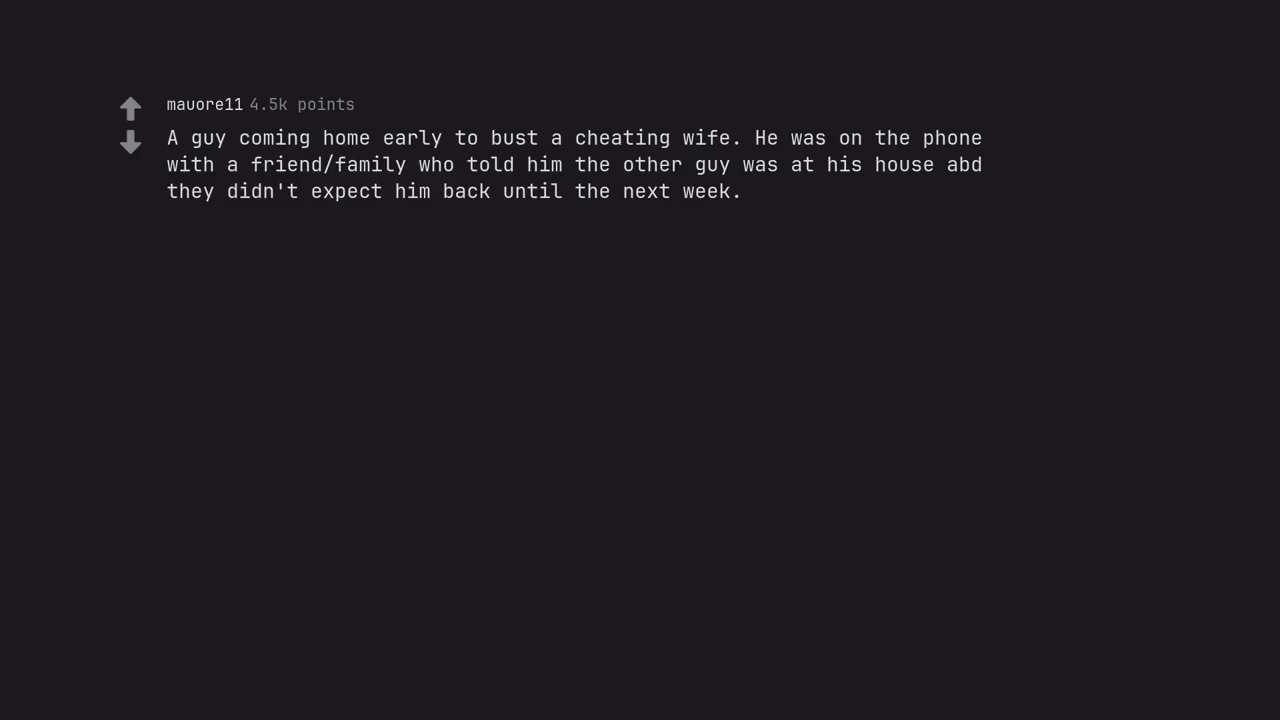 mauore11 4.5k points
A guy coming home early to bust a cheating wife. He was on the phone
with a friend/family who told him the other guy was at his house abd
they didn't expect him back until the next week.